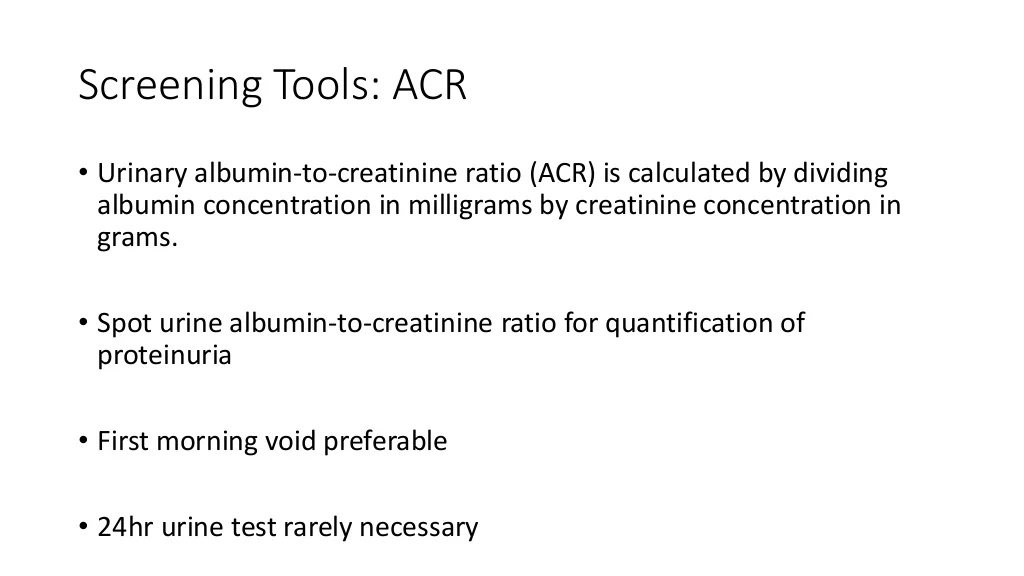 Screening Tools: ACR
• Urinary albumin-to-creatinine ratio (ACR) is calculated by dividing
albumin concentration in milligrams by creatinine concentration in
grams.
• Spot urine albumin-to-creatinine ratio for quantification of
proteinuria
• First morning void preferable
• 24hr urine test rarely necessary